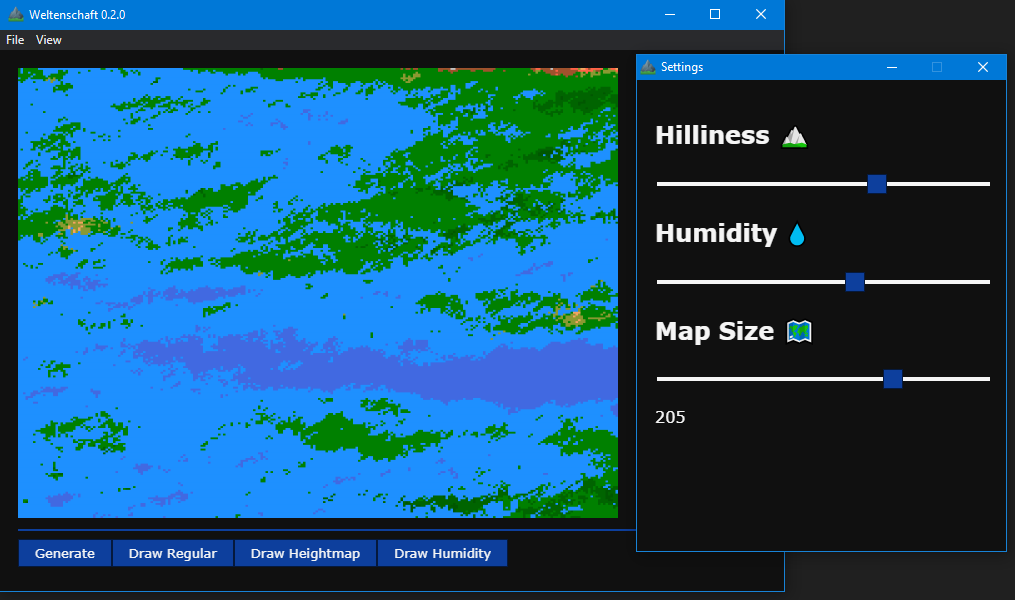 Weltenschaft 0.2.0
File View
Settings
Hilliness
Humidity
Map Size
205
Generate Draw Regular Draw Heightmap Draw Humidity